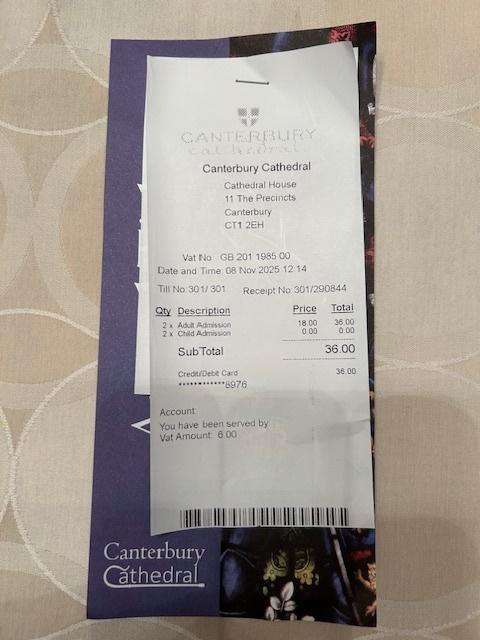 CANTERBURY
cathedral
Canterbury Cathedral
Cathedral House
11 The Precincts
Canterbury
CT1 2EH
Vat No GB 201 1985 00
Date and Time: 08 Nov 2025 12:14
Till No: 301/ 301 Receipt No: 301/290844
Qty Description Price Total
2 x Adult Admission 18.00 36.00
2 x Child Admission 0.00 0.00
SubTotal 36.00
Credit/Debit Card 36.00
************8976
Account:
You have been served by:
Vat Amount: 6.00
Canterbury
Cathedral